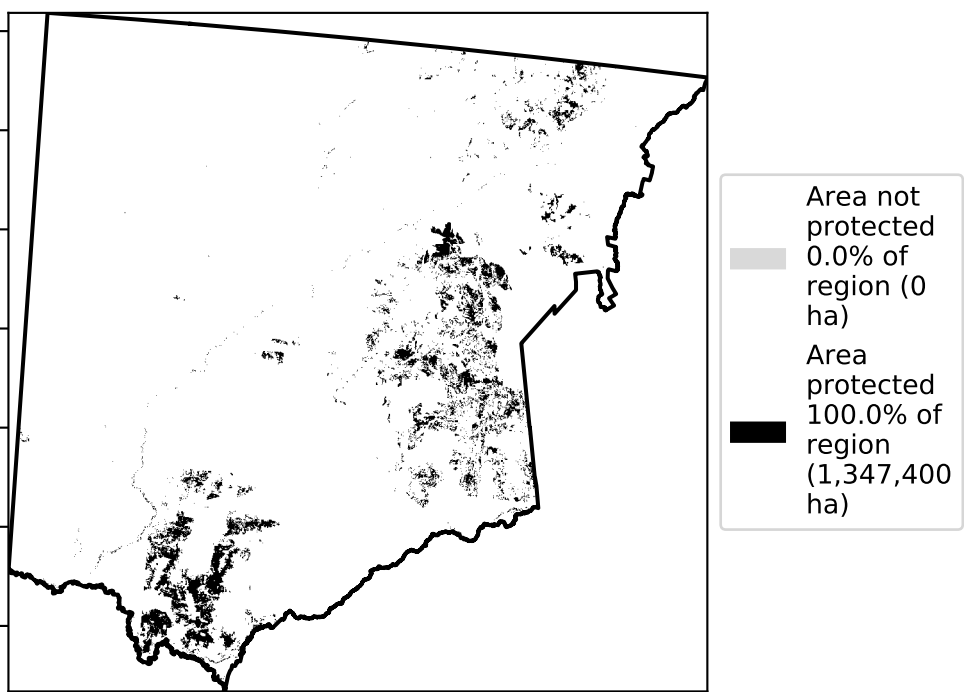 Area not
protected
0.0% of
region (0
ha)
Area
protected
100.0% of
region
(1,347,400
ha)